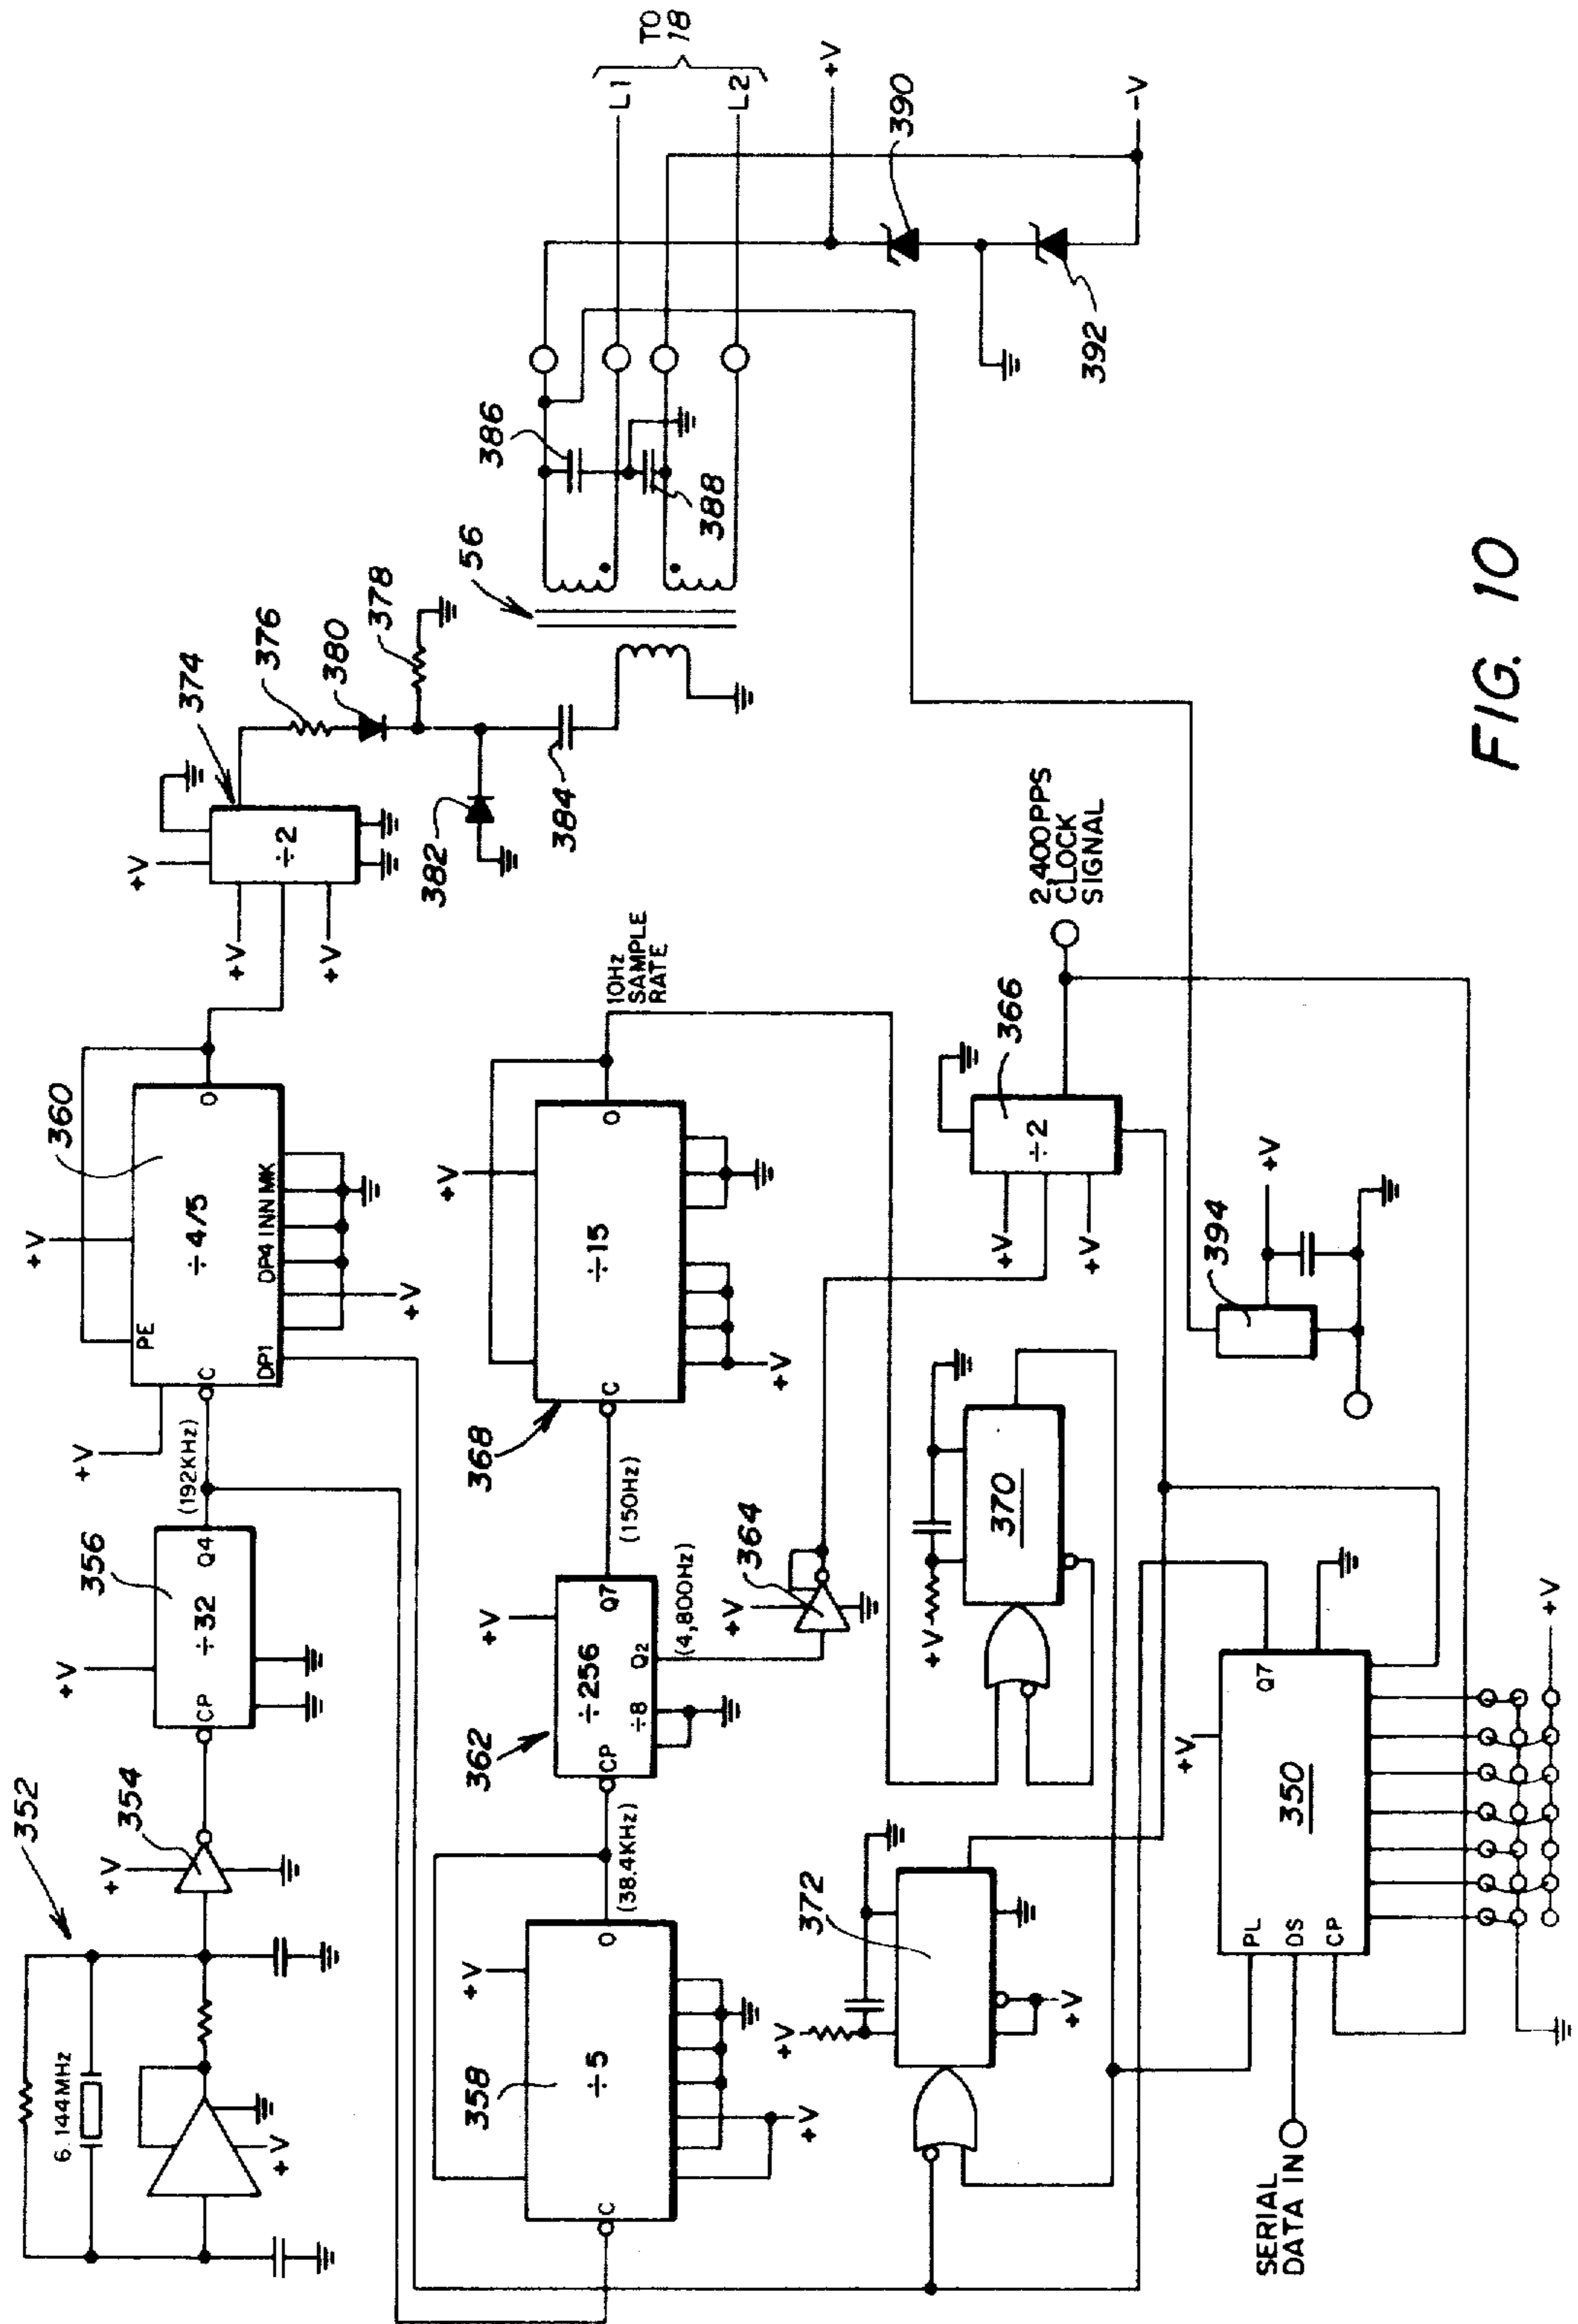 352
6.144MHz
+V
354
+V
CP
÷32
Q4
356
+V
(192KHz)
+V
C
PE
÷4/5
O
360
+V
DP1
DP4
INN
MK
+V
+V
+V
+V
÷2
374
376
380
378
382
384
56
386
388
L1
L2
TO
18
+V
390
392
-V
358
C
÷5
O
+V
+V
(38.4KHz)
362
CP
÷256
÷8
Q7
Q2
+V
(150Hz)
(4,800Hz)
368
C
÷15
O
+V
+V
10Hz
SAMPLE
RATE
364
+V
366
÷2
+V
+V
2,400PPS
CLOCK
SIGNAL
372
+V
+V
370
+V
394
+V
SERIAL
DATA IN
PL
DS
CP
350
Q7
+V
+V
FIG. 10